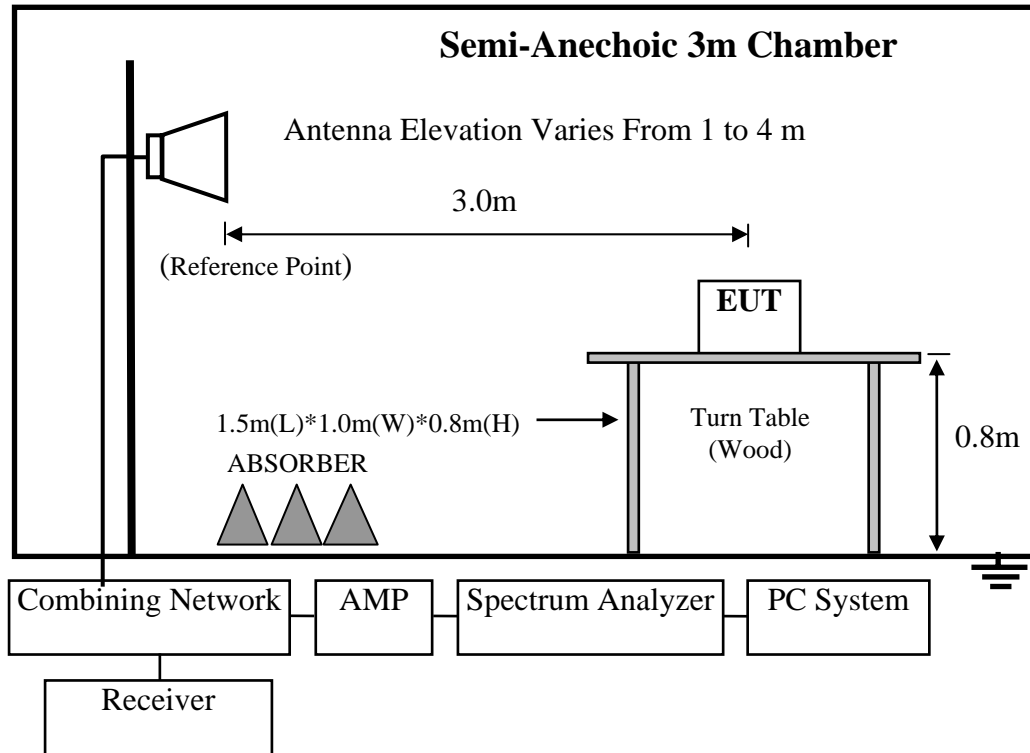 Semi-Anechoic 3m Chamber
Antenna Elevation Varies From 1 to 4 m
3.0m
(Reference Point)
EUT
1.5m(L)*1.0m(W)*0.8m(H)
Turn Table
(Wood)
0.8m
ABSORBER
Combining Network
AMP
Spectrum Analyzer
PC System
Receiver